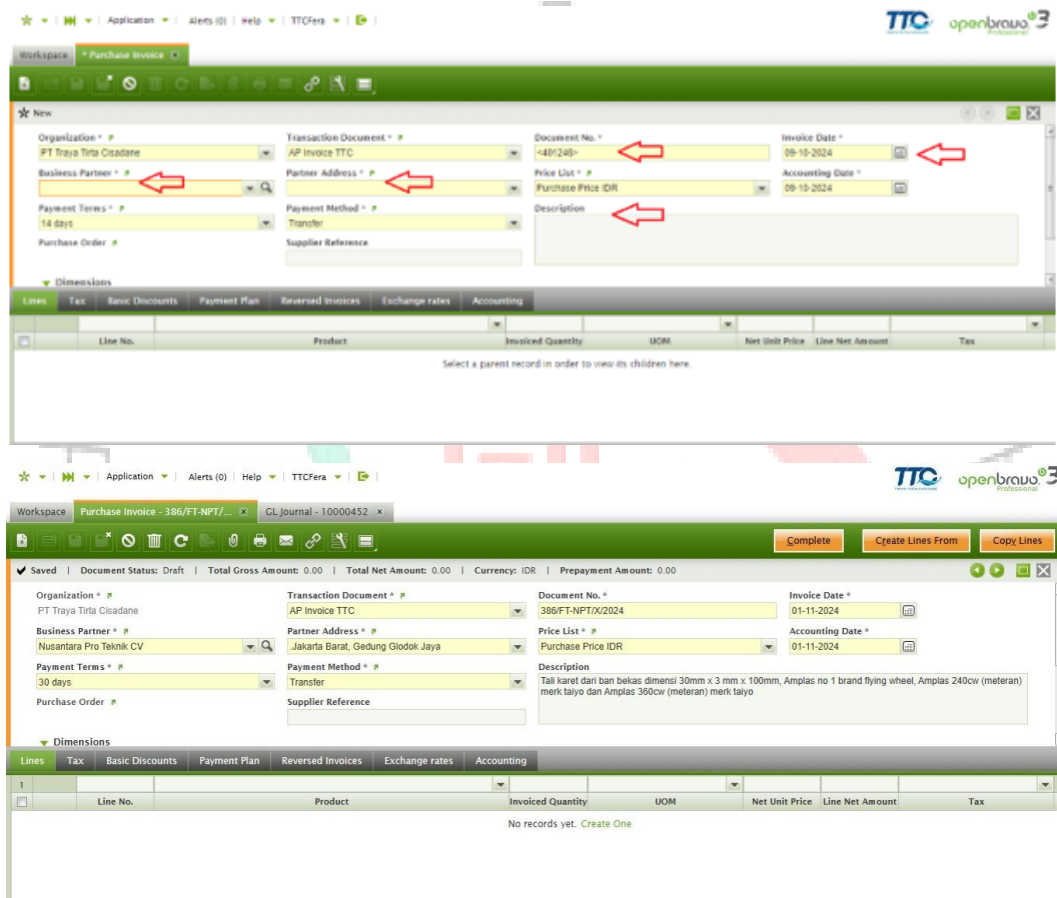 Application | Alerts (0) | Help | TTCFera
TTC openbravo 3
Professional
Workspace * Purchase Invoice x
New
Organization * Transaction Document * Document No. * Invoice Date *
PT Traya Tirta Cisadane AP Invoice TTC <401246> 09-10-2024
Business Partner * Partner Address * Price List * Accounting Date *
Purchase Price IDR 09-10-2024
Payment Terms * Payment Method * Description
14 days Transfer
Purchase Order Supplier Reference
Dimensions
Lines Tax Basic Discounts Payment Plan Reversed Invoices Exchange rates Accounting
Line No. Product Invoiced Quantity UOM Net Unit Price Line Net Amount Tax
Select a parent record in order to view its children here.
Application | Alerts (0) | Help | TTCFera
TTC openbravo 3
Professional
Workspace Purchase Invoice - 386/FT-NPT/... x GL Journal - 10000452 x
Complete Create Lines From Copy Lines
Saved | Document Status: Draft | Total Gross Amount: 0.00 | Total Net Amount: 0.00 | Currency: IDR | Prepayment Amount: 0.00
Organization * Transaction Document * Document No. * Invoice Date *
PT Traya Tirta Cisadane AP Invoice TTC 386/FT-NPT/X/2024 01-11-2024
Business Partner * Partner Address * Price List * Accounting Date *
Nusantara Pro Teknik CV .Jakarta Barat, Gedung Glodok Jaya Purchase Price IDR 01-11-2024
Payment Terms * Payment Method * Description
30 days Transfer Tali karet dari ban bekas dimensi 30mm x 3 mm x 100mm, Amplas no 1 brand flying wheel, Amplas 240cw (meteran)
merk taiyo dan Amplas 360cw (meteran) merk taiyo
Purchase Order Supplier Reference
Dimensions
Lines Tax Basic Discounts Payment Plan Reversed Invoices Exchange rates Accounting
1
Line No. Product Invoiced Quantity UOM Net Unit Price Line Net Amount Tax
No records yet. Create One